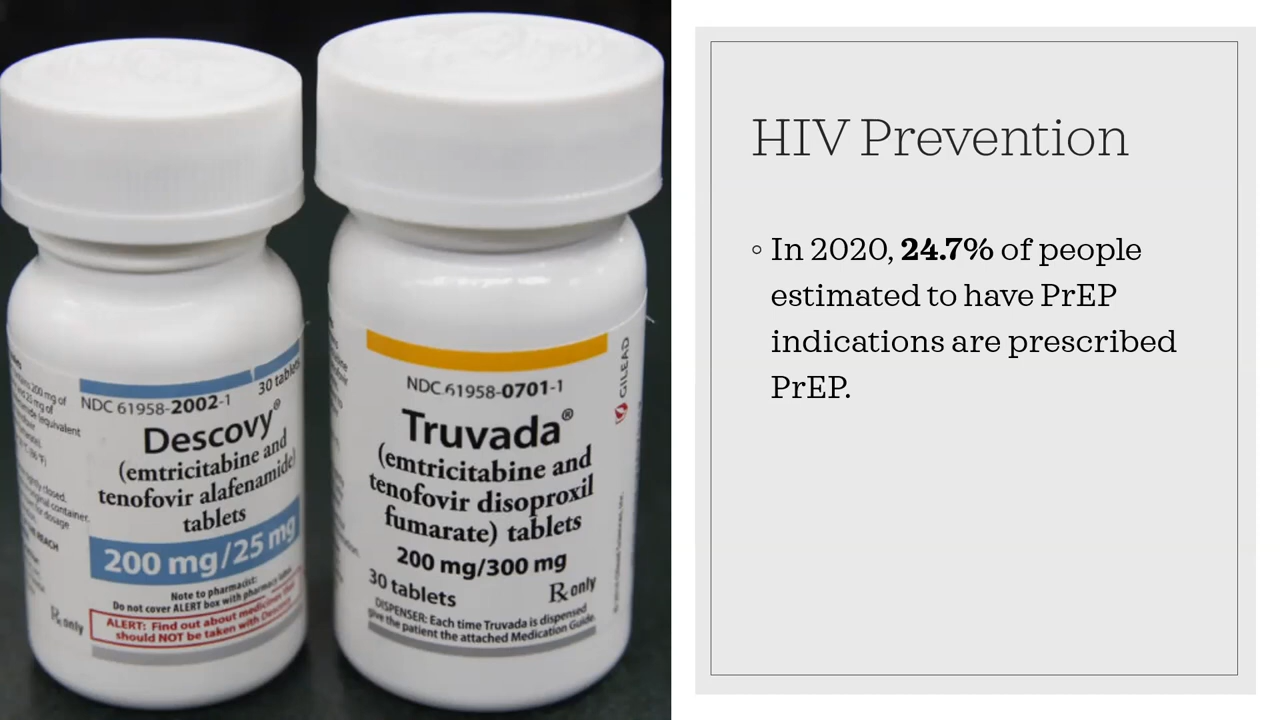 30 tablets
NDC 61958-2002-1
Descovy®
(emtricitabine and
tenofovir alafenamide)
tablets
200 mg/25 mg
Note to pharmacist:
Do not cover ALERT box with pharmacy label.
ALERT: Find out about medicines that
should NOT be taken with Descovy
Rx only
NDC 61958-0701-1
Truvada®
(emtricitabine and
tenofovir disoproxil
fumarate) tablets
200 mg/300 mg
30 tablets
Rx only
DISPENSER: Each time Truvada is dispensed
give the patient the attached Medication Guide.
GILEAD
HIV Prevention
In 2020, 24.7% of people
estimated to have PrEP
indications are prescribed
PrEP.